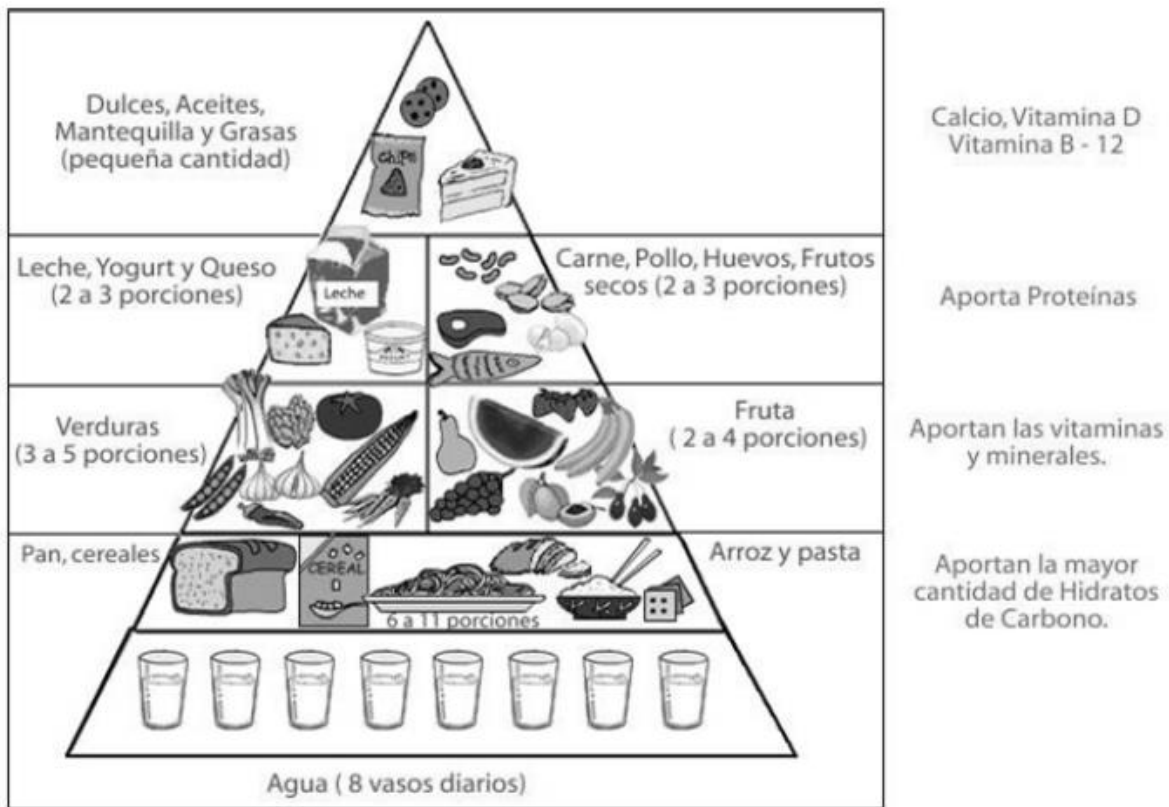 Dulces, Aceites,
Mantequilla y Grasas
(pequeña cantidad)
chips
Calcio, Vitamina D
Vitamina B - 12
Leche, Yogurt y Queso
(2 a 3 porciones)
Leche
Carne, Pollo, Huevos, Frutos
secos (2 a 3 porciones)
Aporta Proteínas
Verduras
(3 a 5 porciones)
Fruta
( 2 a 4 porciones)
Aportan las vitaminas
y minerales.
Pan, cereales
CEREAL
Arroz y pasta
6 a 11 porciones
Aportan la mayor
cantidad de Hidratos
de Carbono.
Agua ( 8 vasos diarios)